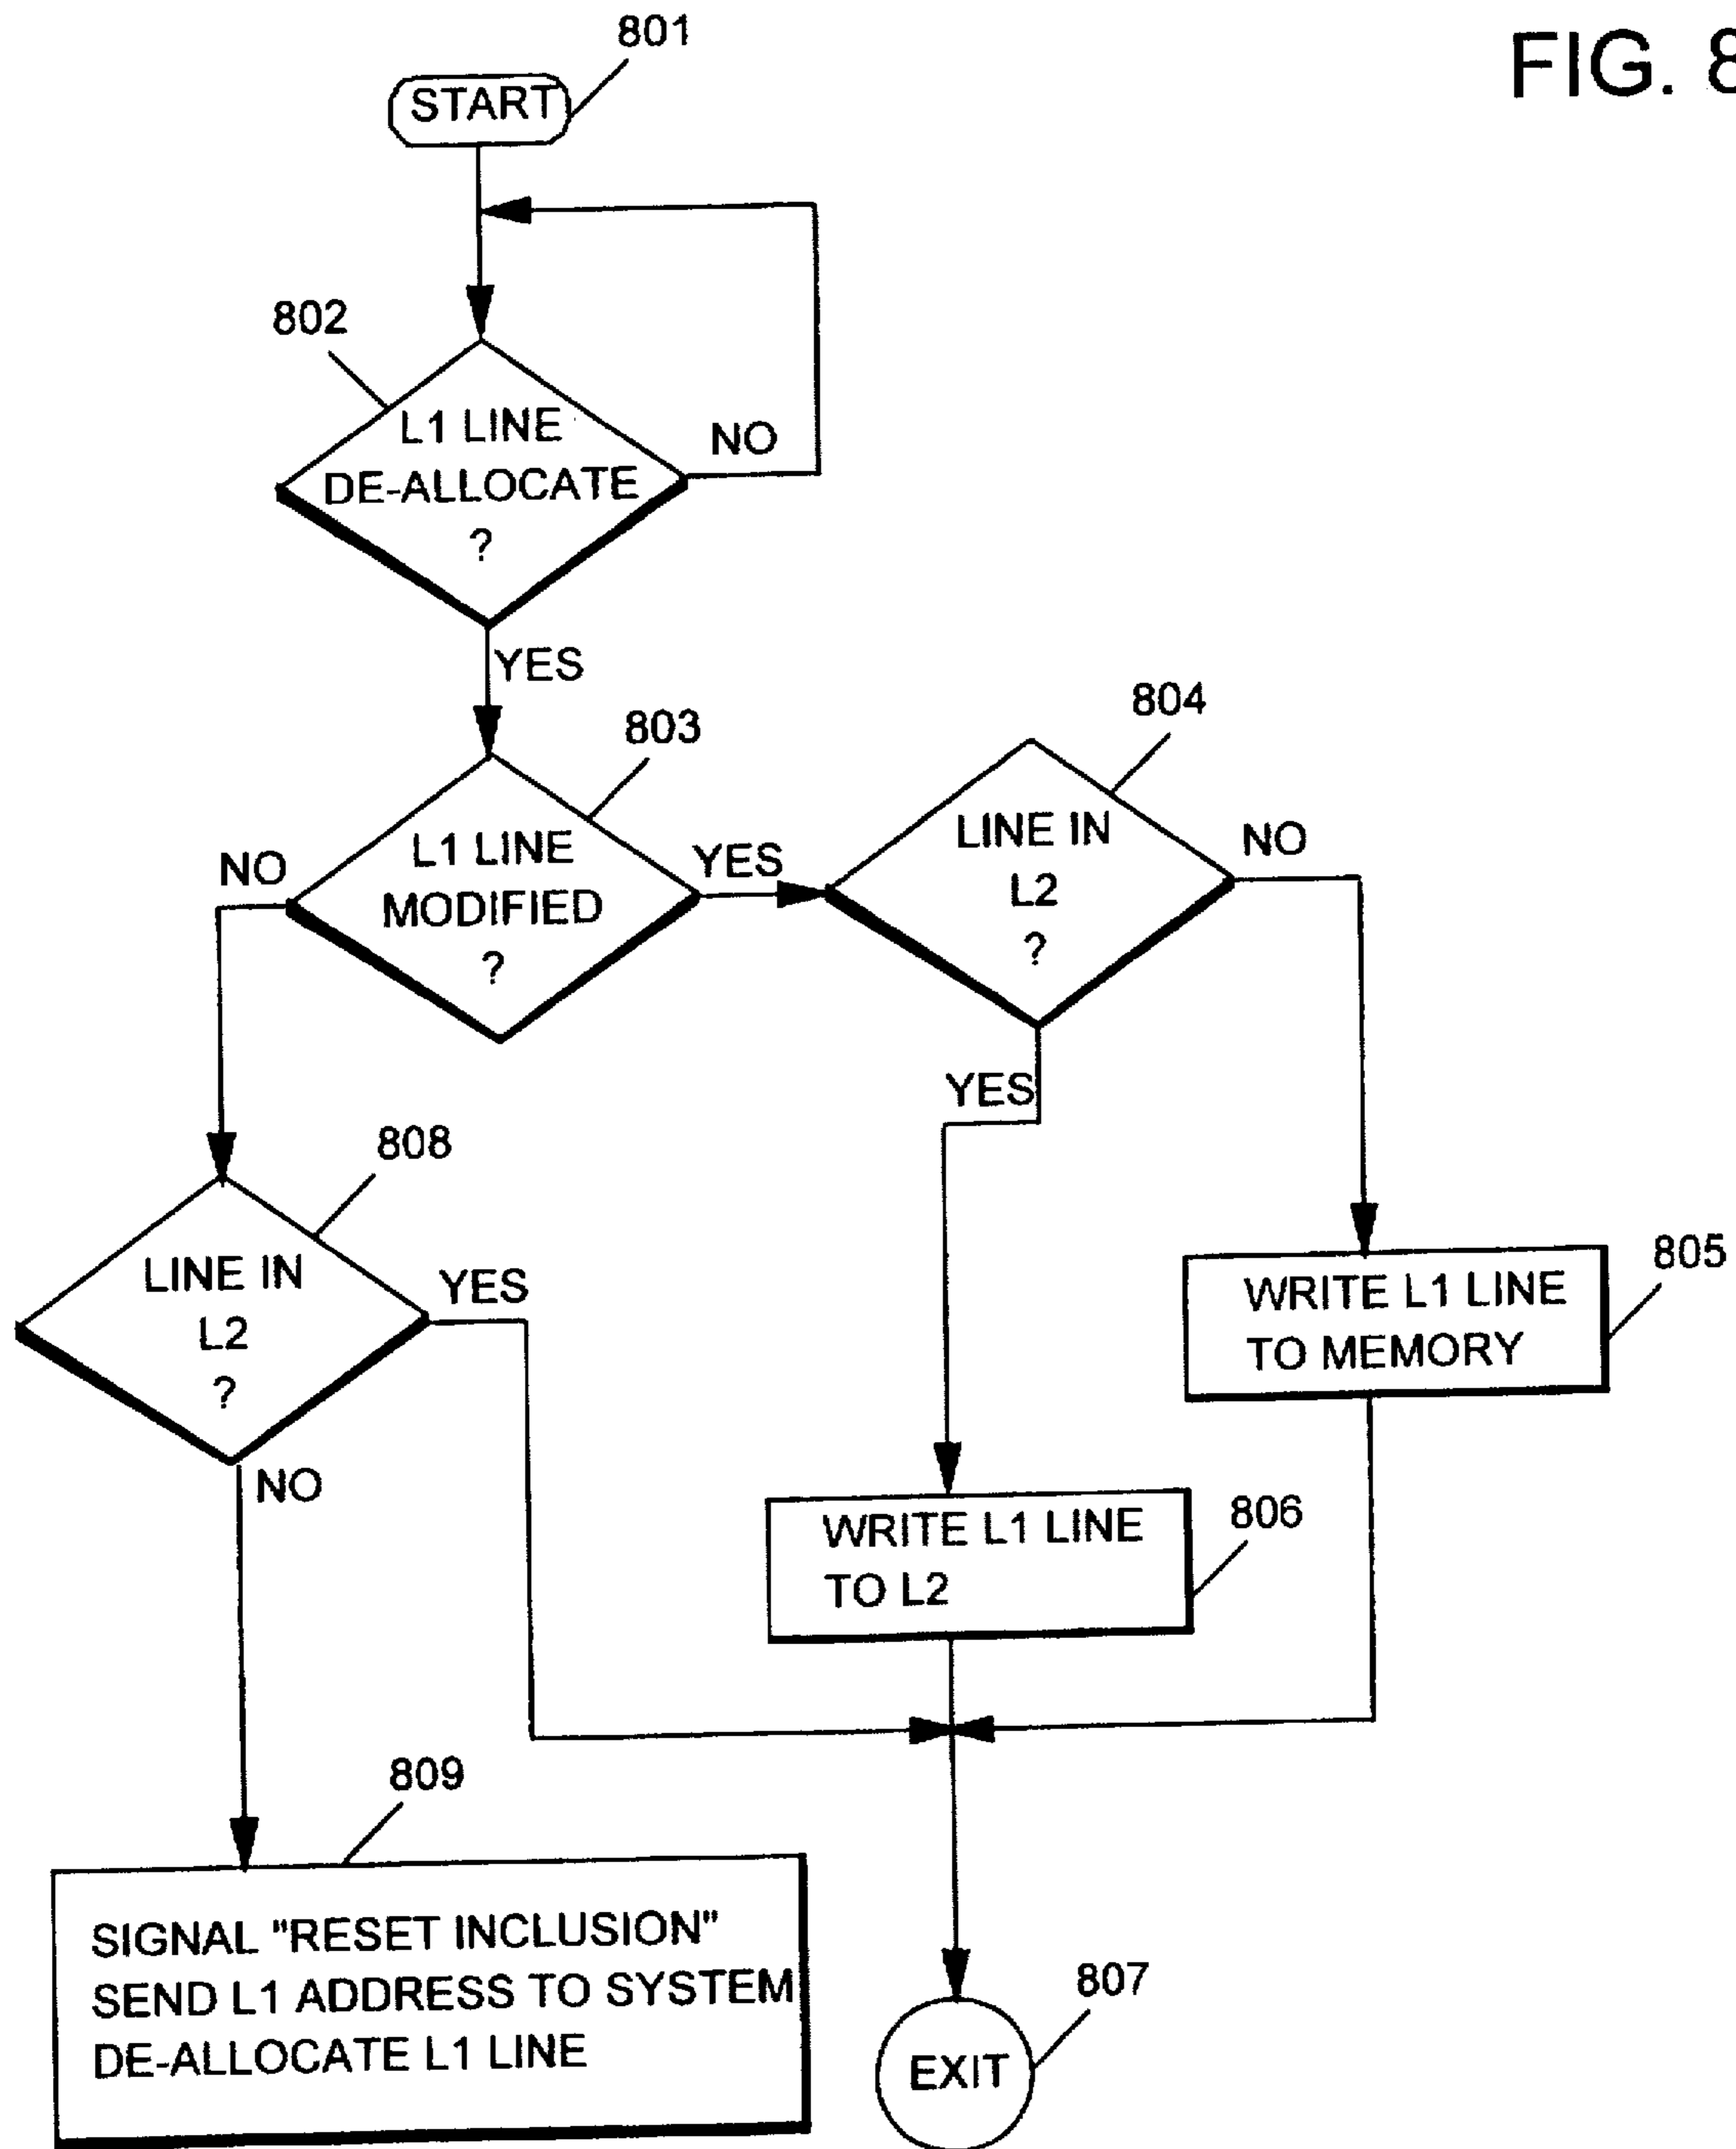 FIG. 8
801
START
802
L1 LINE
DE-ALLOCATE
?
NO
YES
803
L1 LINE
MODIFIED
?
NO
YES
804
LINE IN
L2
?
NO
YES
808
LINE IN
L2
?
YES
NO
WRITE L1 LINE
TO MEMORY
805
WRITE L1 LINE
TO L2
806
809
SIGNAL "RESET INCLUSION"
SEND L1 ADDRESS TO SYSTEM
DE-ALLOCATE L1 LINE
807
EXIT